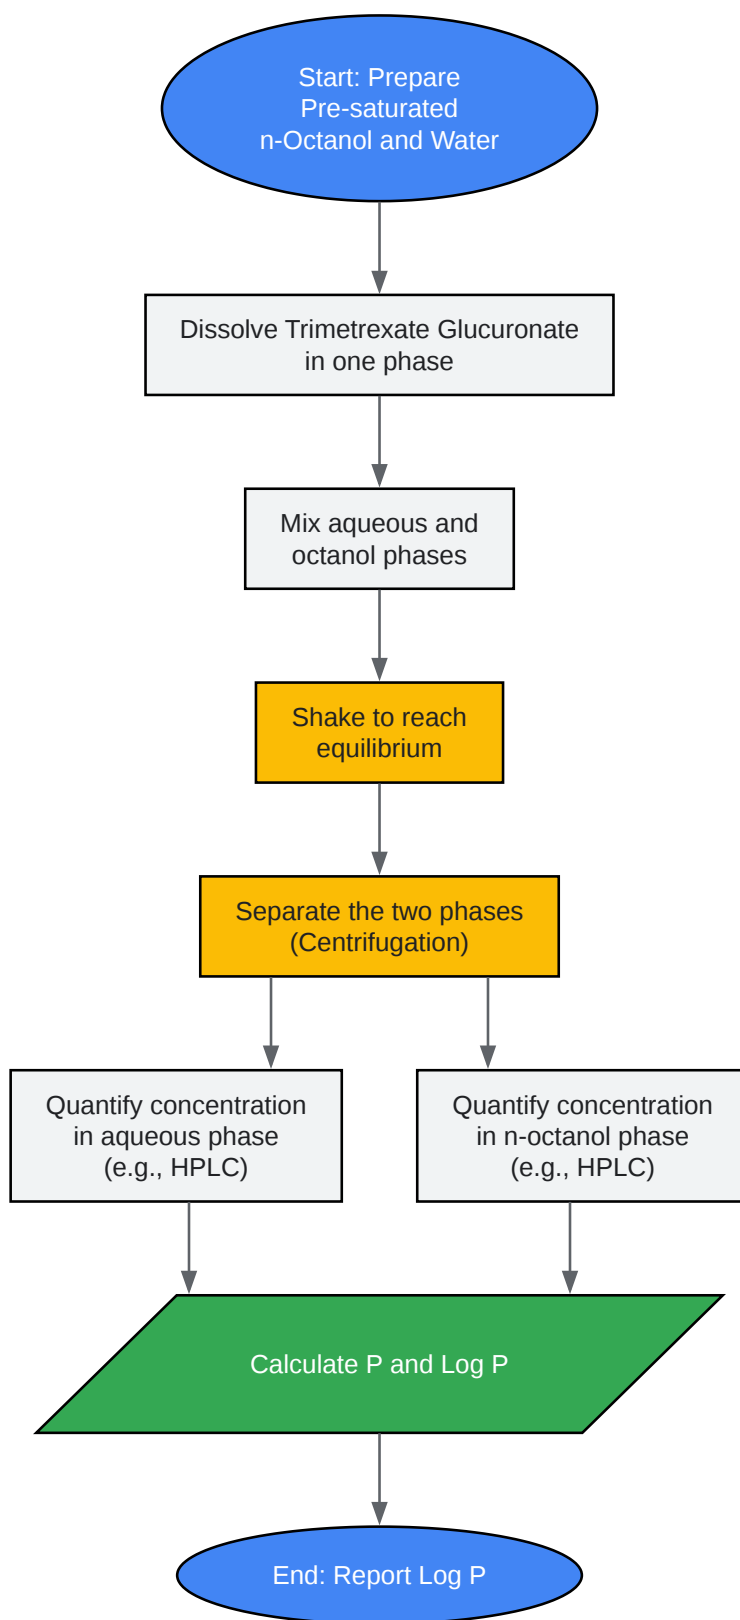 Start: Prepare
Pre-saturated
n-Octanol and Water
Dissolve Trimetrexate Glucuronate
in one phase
Mix aqueous and
octanol phases
Shake to reach
equilibrium
Separate the two phases
(Centrifugation)
Quantify concentration
in aqueous phase
(e.g., HPLC)
Quantify concentration
in n-octanol phase
(e.g., HPLC)
Calculate P and Log P
End: Report Log P